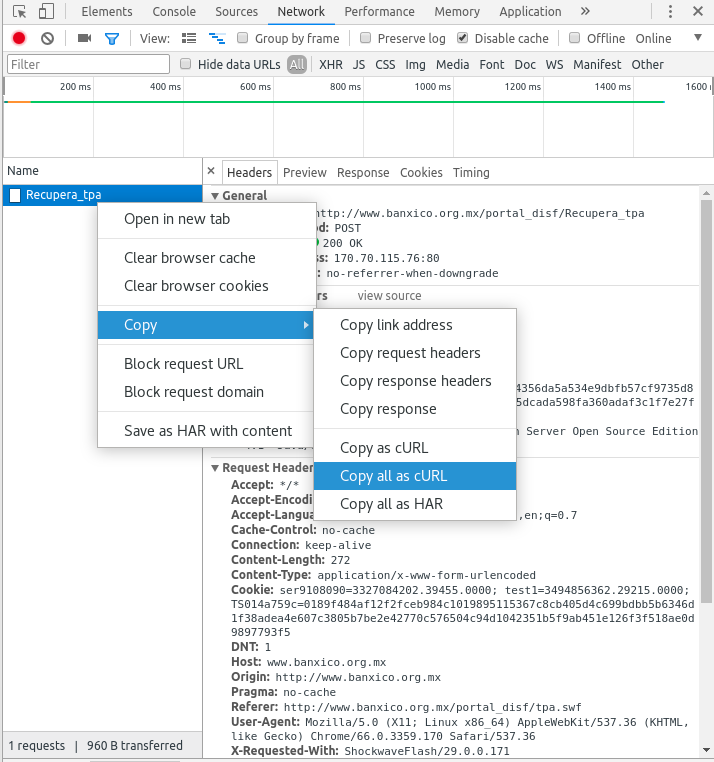 Elements Console Sources Network Performance Memory Application »
View: Group by frame Preserve log Disable cache Offline Online
Filter Hide data URLs All XHR JS CSS Img Media Font Doc WS Manifest Other
200 ms 400 ms 600 ms 800 ms 1000 ms 1200 ms 1400 ms 1600
Name
× Headers Preview Response Cookies Timing
Recupera_tpa
General
http://www.banxico.org.mx/portal_disf/Recupera_tpa
od: POST
200 OK
ss: 170.70.115.76:80
: no-referrer-when-downgrade
rs view source
Open in new tab
Clear browser cache
Clear browser cookies
Copy
Block request URL
Block request domain
Save as HAR with content
Copy link address
Copy request headers
Copy response headers
Copy response
Copy as cURL
Copy all as cURL
Copy all as HAR
4356da5a534e9dbfb57cf9735d8
5dcada598fa360adaf3c1f7e27f
n Server Open Source Edition
Request Header
Accept: */*
Accept-Encodi
Accept-Langua ,en;q=0.7
Cache-Control: no-cache
Connection: keep-alive
Content-Length: 272
Content-Type: application/x-www-form-urlencoded
Cookie: ser9108090=3327084202.39455.0000; test1=3494856362.29215.0000;
TS014a759c=0189f484af12f2fceb984c1019895115367c8cb405d4c699bdbb5b6346d
1f38adea4e607c3805b7be2e42770c576504c94d1042351b5f9ab451e126f3f518ae0d
9897793f5
DNT: 1
Host: www.banxico.org.mx
Origin: http://www.banxico.org.mx
Pragma: no-cache
Referer: http://www.banxico.org.mx/portal_disf/tpa.swf
User-Agent: Mozilla/5.0 (X11; Linux x86_64) AppleWebKit/537.36 (KHTML,
like Gecko) Chrome/66.0.3359.170 Safari/537.36
X-Requested-With: ShockwaveFlash/29.0.0.171
1 requests | 960 B transferred